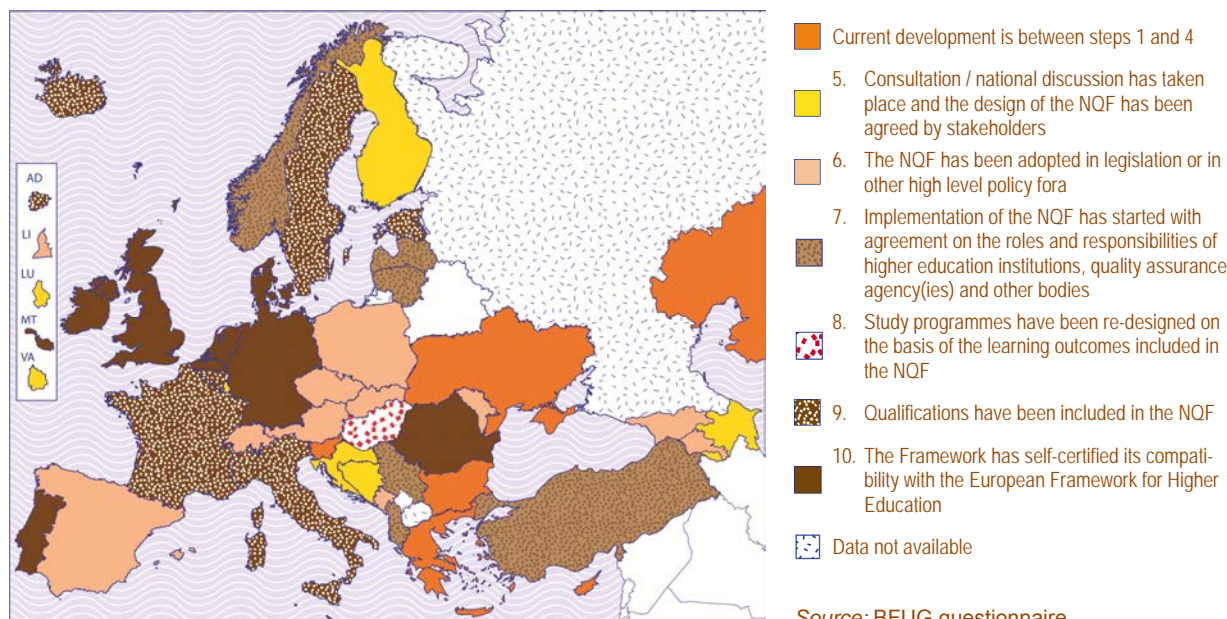 AD
LI
LU
MT
VA
Current development is between steps 1 and 4
5. Consultation / national discussion has taken
place and the design of the NQF has been
agreed by stakeholders
6. The NQF has been adopted in legislation or in
other high level policy fora
7. Implementation of the NQF has started with
agreement on the roles and responsibilities of
higher education institutions, quality assurance
agency(ies) and other bodies
8. Study programmes have been re-designed on
the basis of the learning outcomes included in
the NQF
9. Qualifications have been included in the NQF
10. The Framework has self-certified its compati-
bility with the European Framework for Higher
Education
Data not available
Source: BFUG questionnaire